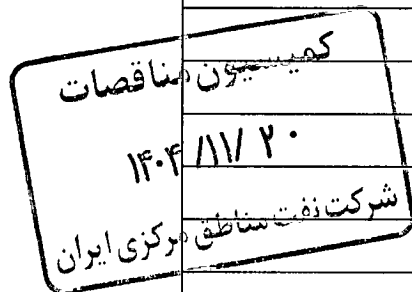 کمیسیون مناقصات
۱۴۰۴/۱۱/۲۰
شرکت نفت مناطق مرکزی ایران